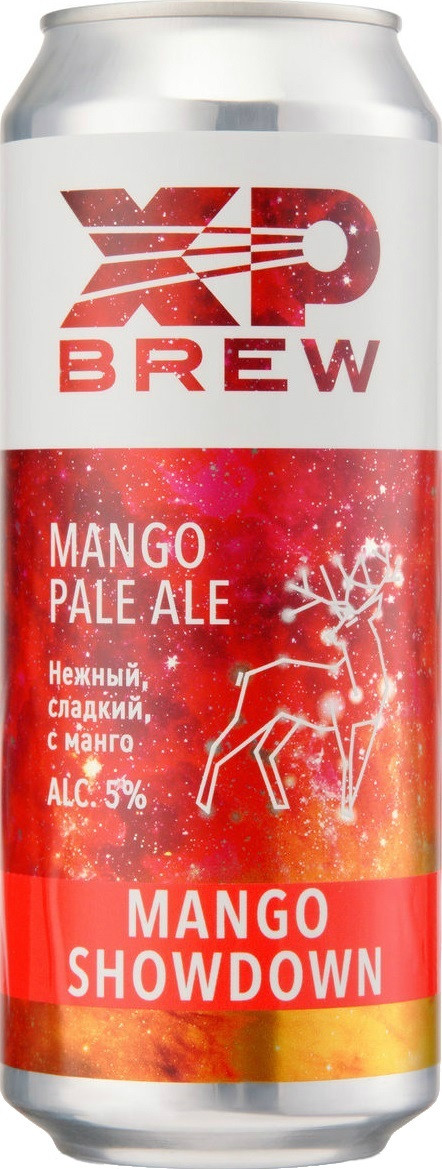 XP
BREW
MANGO
PALE ALE
Нежный,
сладкий,
с манго
ALC. 5%
MANGO
SHOWDOWN